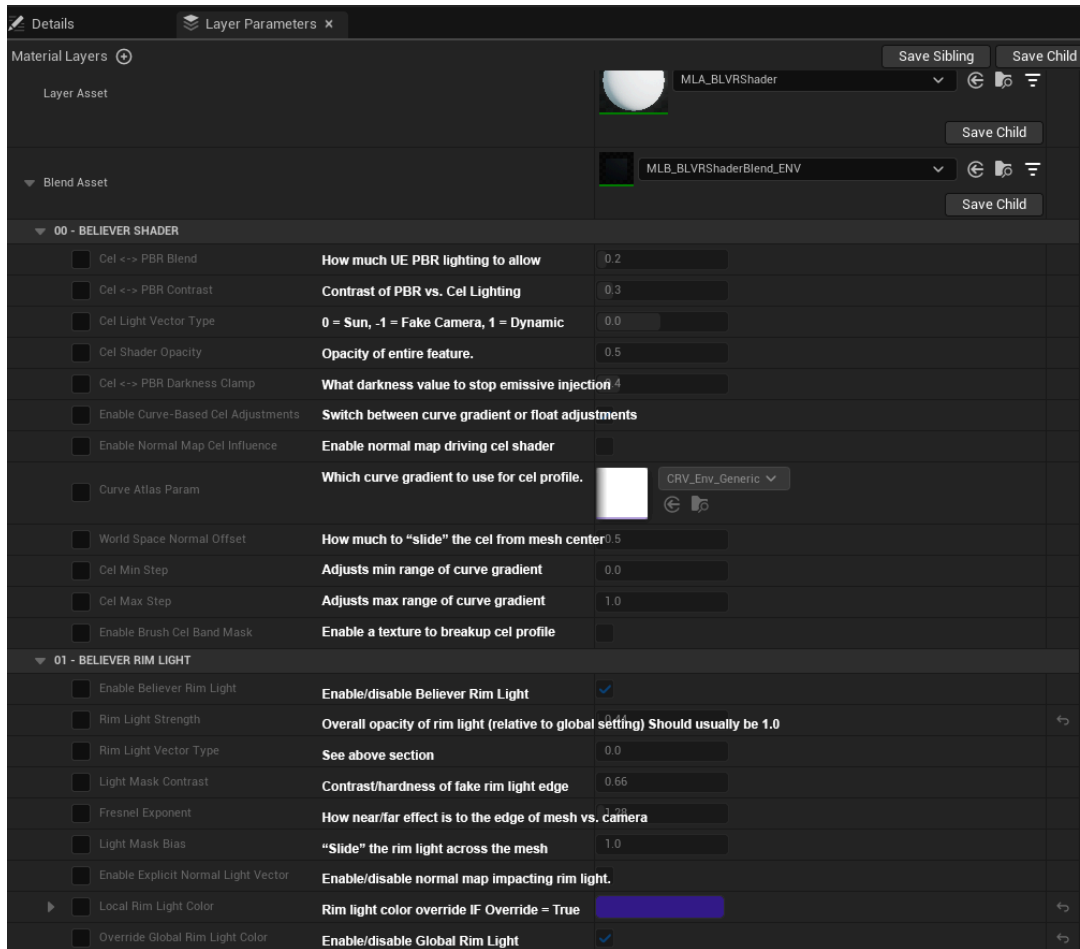 Details
Layer Parameters
Material Layers
Save Sibling
Save Child
Layer Asset
MLA_BLVRShader
Save Child
Blend Asset
MLB_BLVRShaderBlend_ENV
Save Child
00 - BELIEVER SHADER
Cel <-> PBR Blend How much UE PBR lighting to allow 0.2
Cel <-> PBR Contrast Contrast of PBR vs. Cel Lighting 0.3
Cel Light Vector Type 0 = Sun, -1 = Fake Camera, 1 = Dynamic 0.0
Cel Shader Opacity Opacity of entire feature. 0.5
Cel <-> PBR Darkness Clamp What darkness value to stop emissive injection
Enable Curve-Based Cel Adjustments Switch between curve gradient or float adjustments
Enable Normal Map Cel Influence Enable normal map driving cel shader
Curve Atlas Param Which curve gradient to use for cel profile. CRV_Env_Generic
World Space Normal Offset How much to “slide” the cel from mesh center 0.5
Cel Min Step Adjusts min range of curve gradient 0.0
Cel Max Step Adjusts max range of curve gradient 1.0
Enable Brush Cel Band Mask Enable a texture to breakup cel profile
01 - BELIEVER RIM LIGHT
Enable Believer Rim Light Enable/disable Believer Rim Light
Rim Light Strength Overall opacity of rim light (relative to global setting) Should usually be 1.0
Rim Light Vector Type See above section 0.0
Light Mask Contrast Contrast/hardness of fake rim light edge 0.66
Fresnel Exponent How near/far effect is to the edge of mesh vs. camera 1.28
Light Mask Bias “Slide” the rim light across the mesh 1.0
Enable Explicit Normal Light Vector Enable/disable normal map impacting rim light.
Local Rim Light Color Rim light color override IF Override = True
Override Global Rim Light Color Enable/disable Global Rim Light